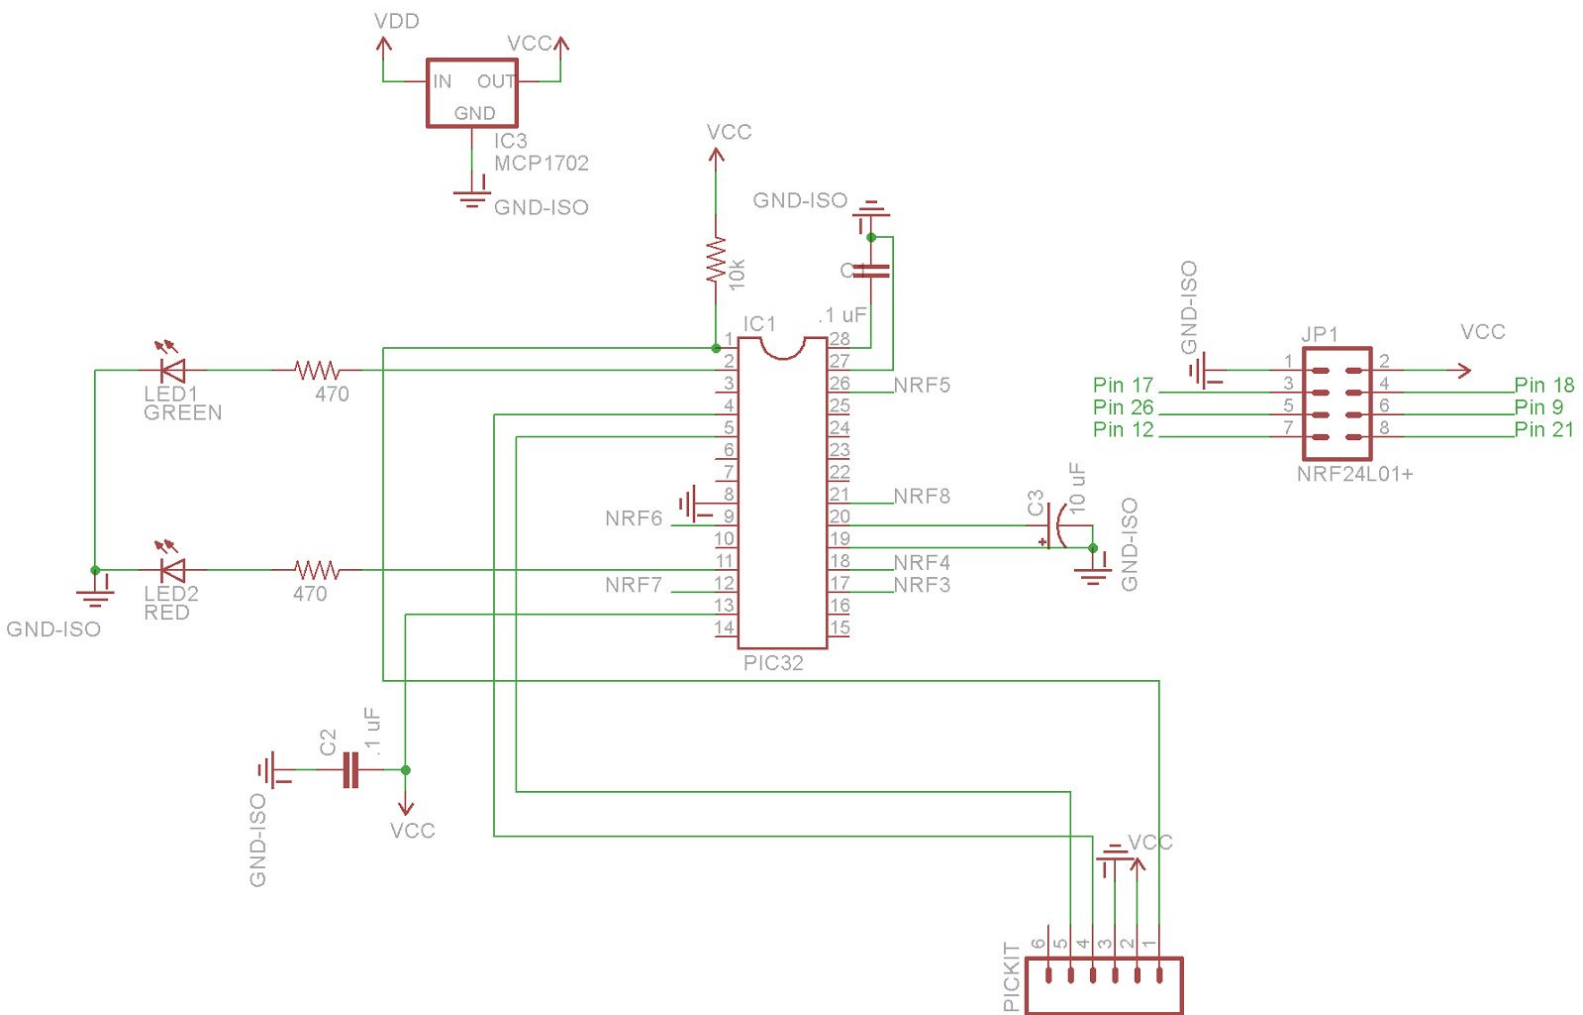 VDD
VCC
IN OUT
GND
IC3
MCP1702
GND-ISO
VCC
10k
GND-ISO
C1
.1 uF
IC1
1
2
3
4
5
6
7
8
9
10
11
12
13
14
28
27
26
25
24
23
22
21
20
19
18
17
16
15
PIC32
NRF5
NRF8
NRF4
NRF3
NRF6
NRF7
LED1
GREEN
470
LED2
RED
470
GND-ISO
C3
10 uF
GND-ISO
GND-ISO
JP1
VCC
1 2
Pin 17 3 4 Pin 18
Pin 26 5 6 Pin 9
Pin 12 7 8 Pin 21
NRF24L01+
C2
.1 uF
GND-ISO
VCC
VCC
PICKIT
6 5 4 3 2 1